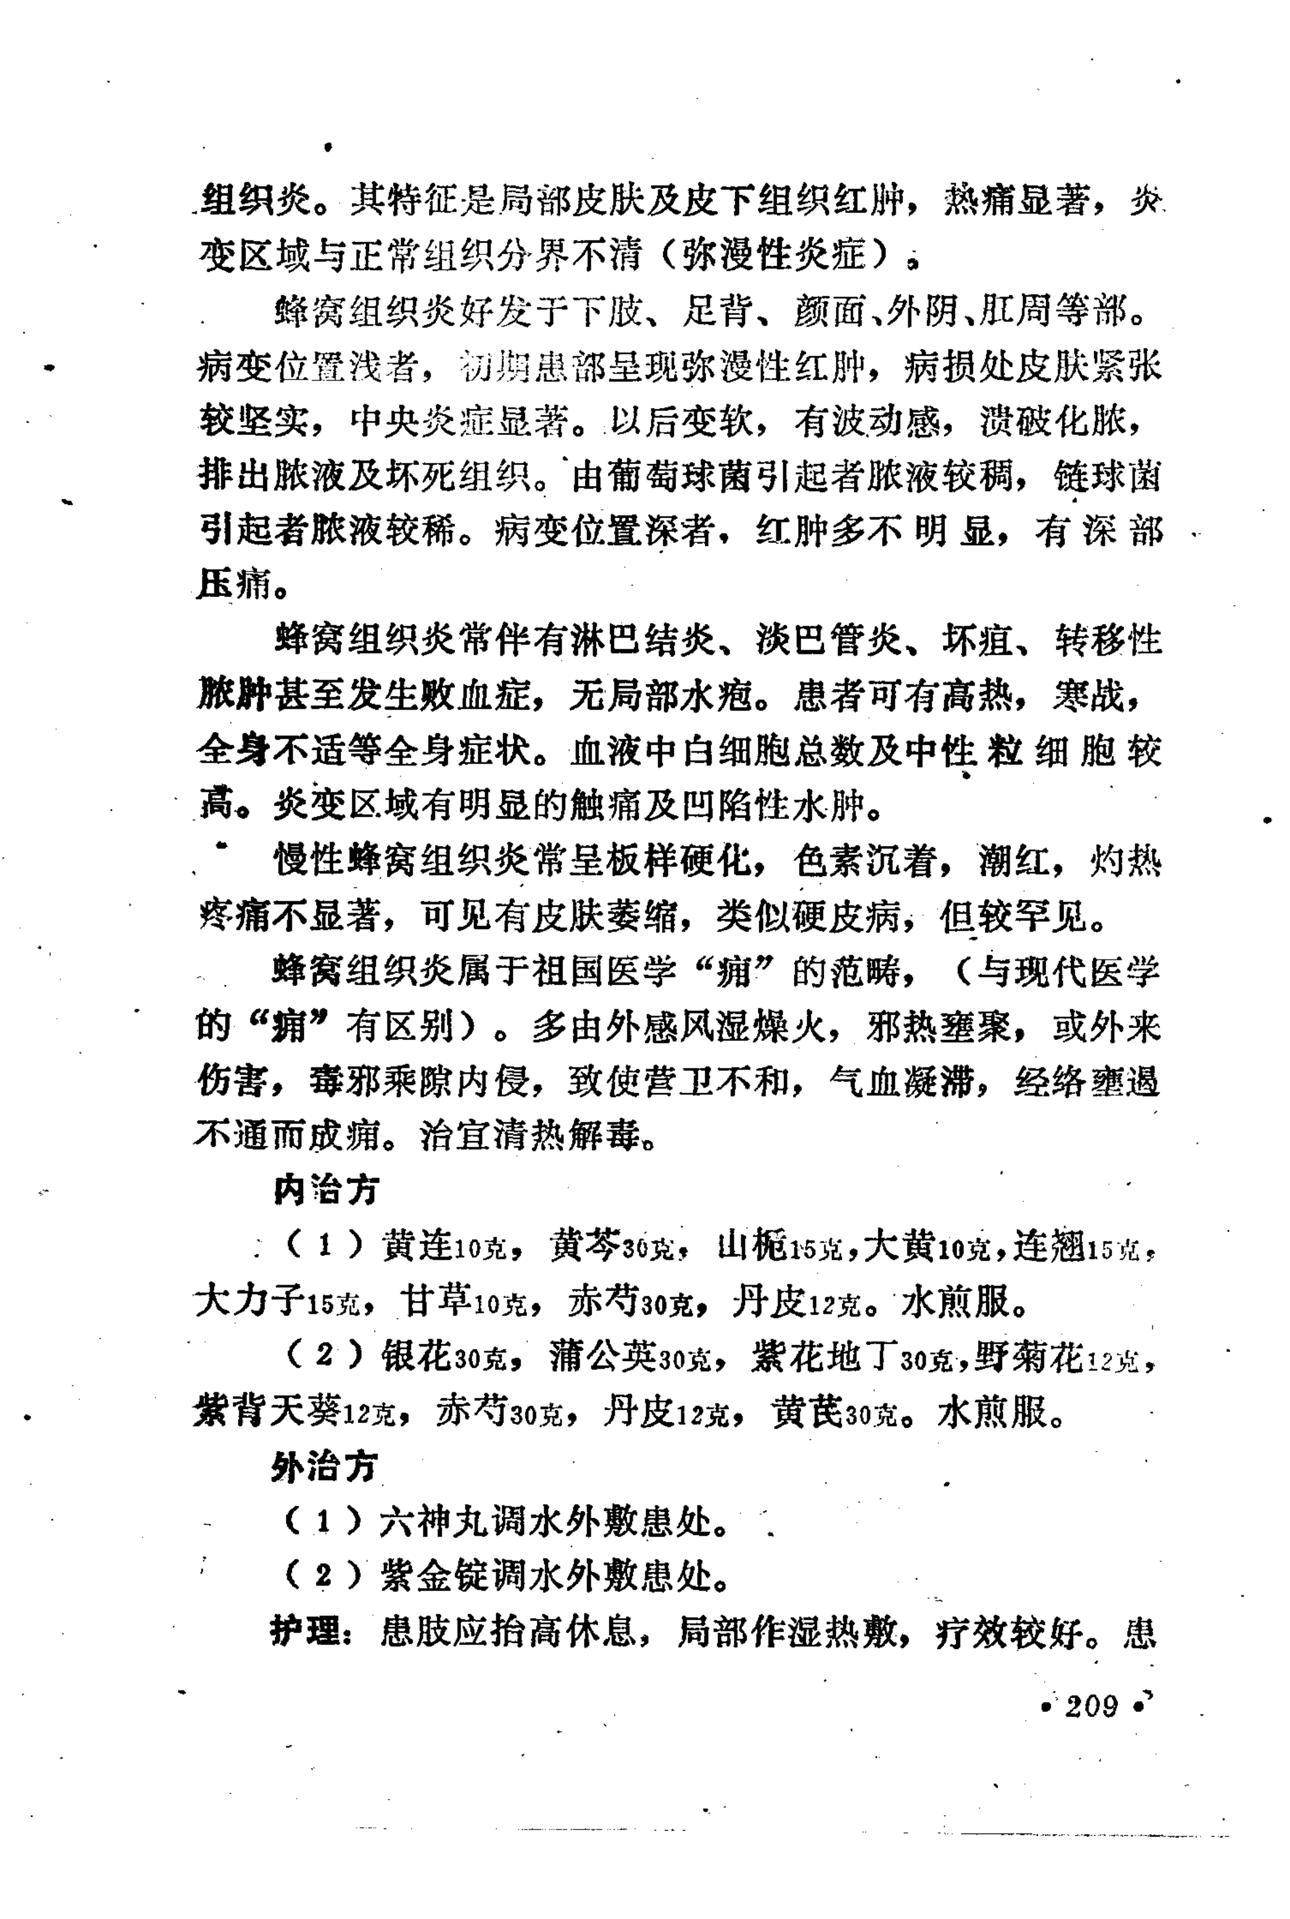 组织炎。其特征是局部皮肤及皮下组织红肿，热痛显著，炎
变区域与正常组织分界不清（弥漫性炎症）。
蜂窝组织炎好发于下肢、足背、颜面、外阴、肛周等部。
病变位置浅者，初期患部呈现弥漫性红肿，病损处皮肤紧张
较坚实，中央炎症显著。以后变软，有波动感，溃破化脓，
排出脓液及坏死组织。由葡萄球菌引起者脓液较稠，链球菌
引起者脓液较稀。病变位置深者，红肿多不明显，有深部
压痛。
蜂窝组织炎常伴有淋巴结炎、淡巴管炎、坏疽、转移性
脓肿甚至发生败血症，无局部水疱。患者可有高热，寒战，
全身不适等全身症状。血液中白细胞总数及中性粒细胞较
高。炎变区域有明显的触痛及凹陷性水肿。
慢性蜂窝组织炎常呈板样硬化，色素沉着，潮红，灼热
疼痛不显著，可见有皮肤萎缩，类似硬皮病，但较罕见。
蜂窝组织炎属于祖国医学“痈”的范畴，（与现代医学
的“痈”有区别）。多由外感风湿燥火，邪热壅聚，或外来
伤害，毒邪乘隙内侵，致使营卫不和，气血凝滞，经络壅遏
不通而成痈。治宜清热解毒。
内治方
（1）黄连10克，黄芩30克，山栀15克，大黄10克，连翘15克，
大力子15克，甘草10克，赤芍30克，丹皮12克。水煎服。
（2）银花30克，蒲公英30克，紫花地丁30克，野菊花12克，
紫背天葵12克，赤芍30克，丹皮12克，黄芪30克。水煎服。
外治方
（1）六神丸调水外敷患处。
（2）紫金锭调水外敷患处。
护理：患肢应抬高休息，局部作湿热敷，疗效较好。患
•209•